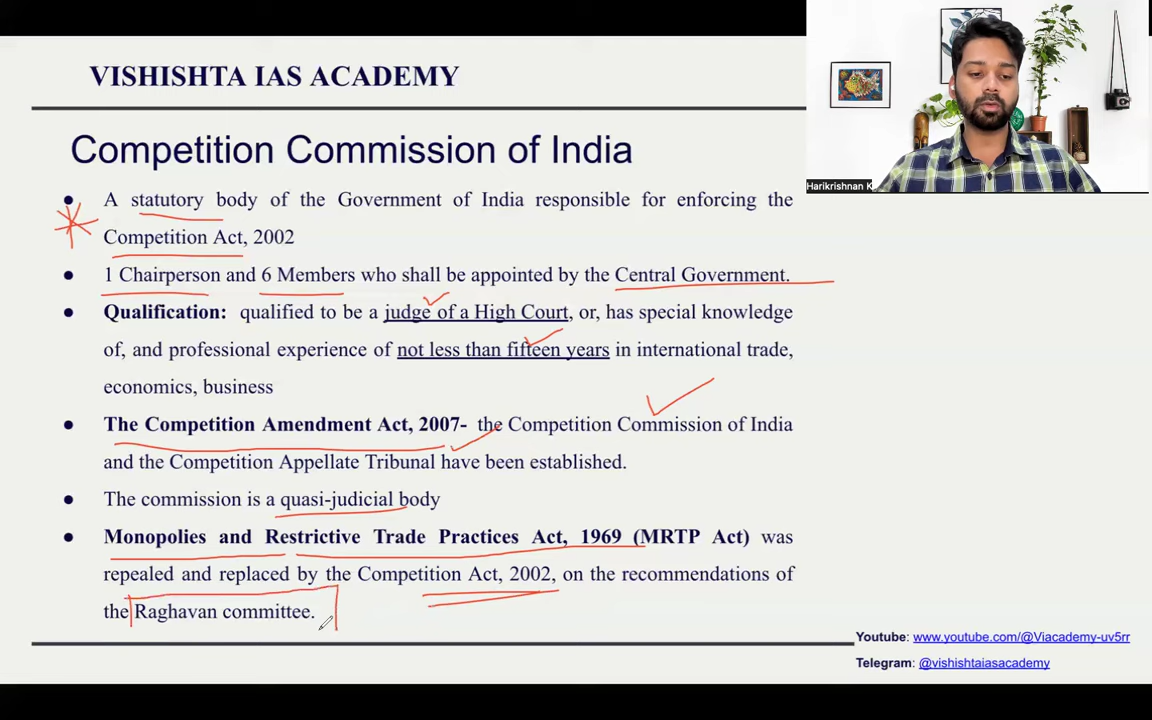 VISHISHTA IAS ACADEMY
Competition Commission of India
● A statutory body of the Government of India responsible for enforcing the
Competition Act, 2002
● 1 Chairperson and 6 Members who shall be appointed by the Central Government.
● Qualification: qualified to be a judge of a High Court, or, has special knowledge
of, and professional experience of not less than fifteen years in international trade,
economics, business
● The Competition Amendment Act, 2007- the Competition Commission of India
and the Competition Appellate Tribunal have been established.
● The commission is a quasi-judicial body
● Monopolies and Restrictive Trade Practices Act, 1969 (MRTP Act) was
repealed and replaced by the Competition Act, 2002, on the recommendations of
the Raghavan committee.
Harikrishnan K
Youtube: www.youtube.com/@Viacademy-uv5rr
Telegram: @vishishtaiasacademy